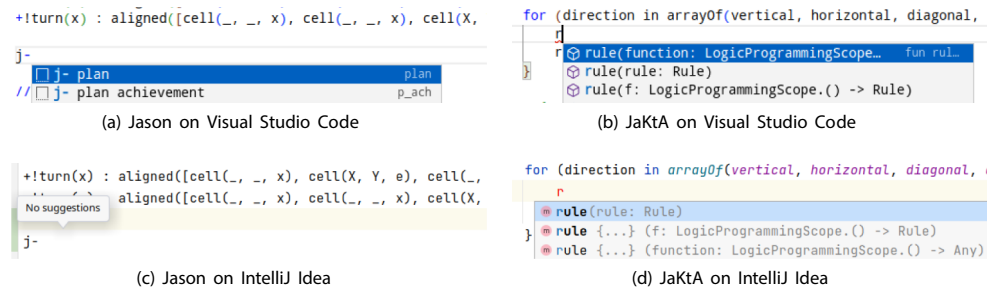 +!turn(x) : aligned([cell(_, _, x), cell(_, _, x), cell(X,
j-
j- plan plan
j- plan achievement p_ach
//
(a) Jason on Visual Studio Code
for (direction in arrayOf(vertical, horizontal, diagonal,
r
r
rule(function: LogicProgrammingScope… fun rul…
rule(rule: Rule)
rule(f: LogicProgrammingScope.() -> Rule)
}
(b) JaKtA on Visual Studio Code
+!turn(x) : aligned([cell(_, _, x), cell(X, Y, e), cell(_,
aligned([cell(_, _, x), cell(_, _, x), cell(X,
No suggestions
j-
(c) Jason on IntelliJ Idea
for (direction in arrayOf(vertical, horizontal, diagonal,
r
rule(rule: Rule)
rule {...} (f: LogicProgrammingScope.() -> Rule)
rule {...} (function: LogicProgrammingScope.() -> Any)
}
(d) JaKtA on IntelliJ Idea